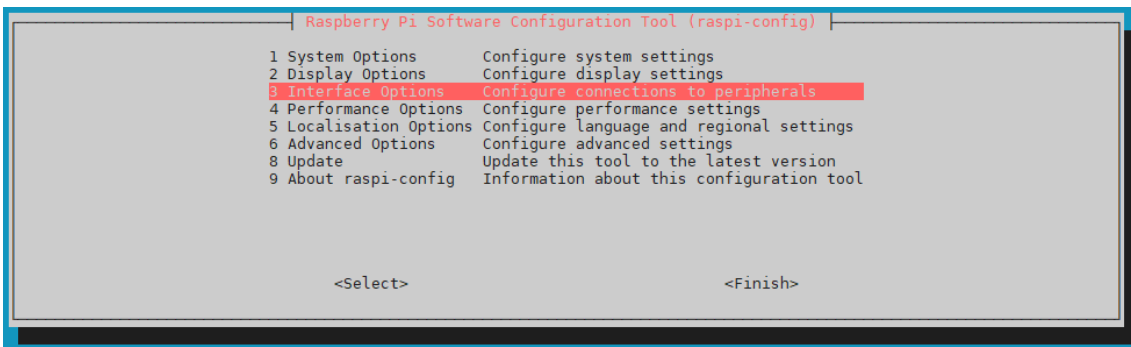 Raspberry Pi Software Configuration Tool (raspi-config)
1 System Options Configure system settings
2 Display Options Configure display settings
3 Interface Options Configure connections to peripherals
4 Performance Options Configure performance settings
5 Localisation Options Configure language and regional settings
6 Advanced Options Configure advanced settings
8 Update Update this tool to the latest version
9 About raspi-config Information about this configuration tool
<Select> <Finish>